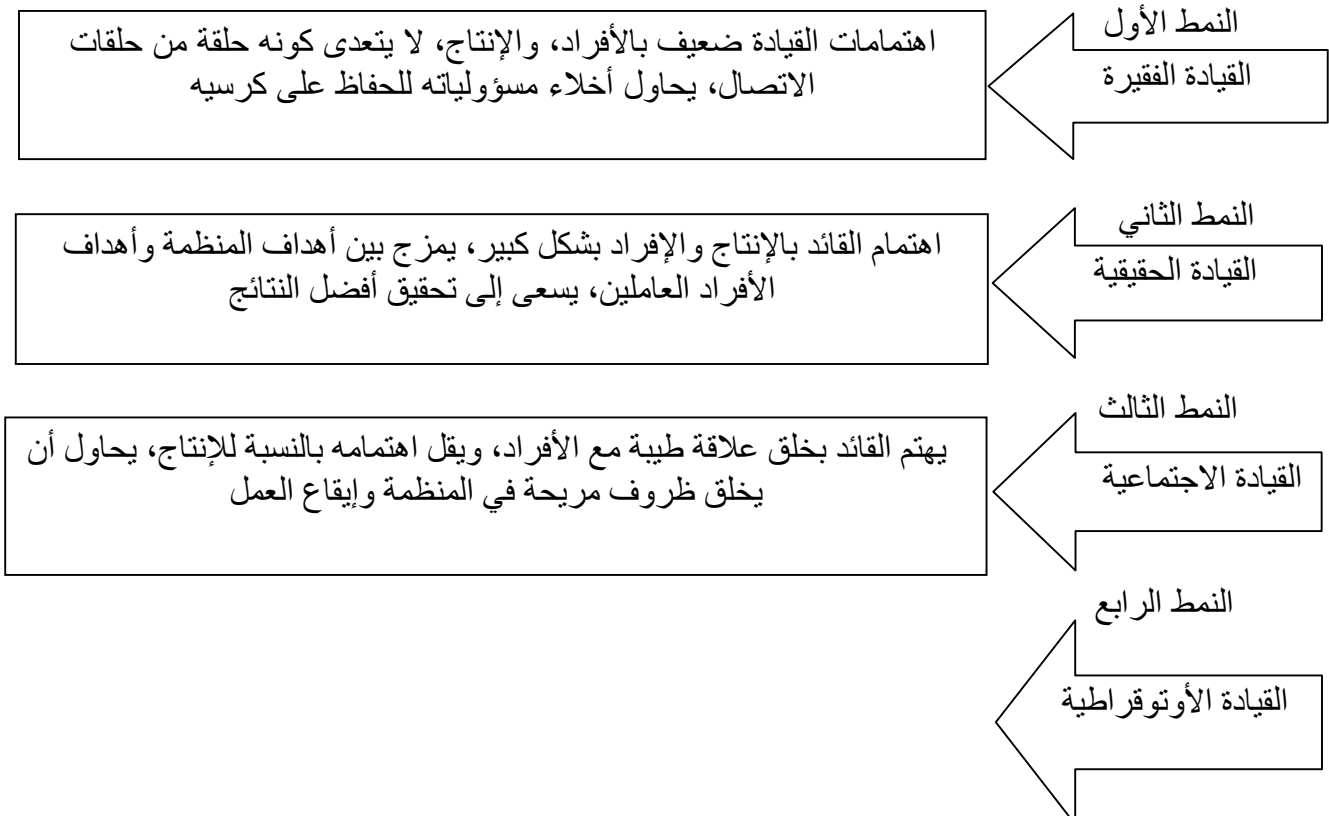 النمط الأول
القيادة الفقيرة
اهتمامات القيادة ضعيف بالأفراد، والإنتاج، لا يتعدى كونه حلقة من حلقات
الاتصال، يحاول أخلاء مسؤولياته للحفاظ على كرسيه
النمط الثاني
القيادة الحقيقية
اهتمام القائد بالإنتاج والإفراد بشكل كبير، يمزج بين أهداف المنظمة وأهداف
الأفراد العاملين، يسعى إلى تحقيق أفضل النتائج
النمط الثالث
القيادة الاجتماعية
يهتم القائد بخلق علاقة طيبة مع الأفراد، ويقل اهتمامه بالنسبة للإنتاج، يحاول أن
يخلق ظروف مريحة في المنظمة وإيقاع العمل
النمط الرابع
القيادة الأوتوقراطية